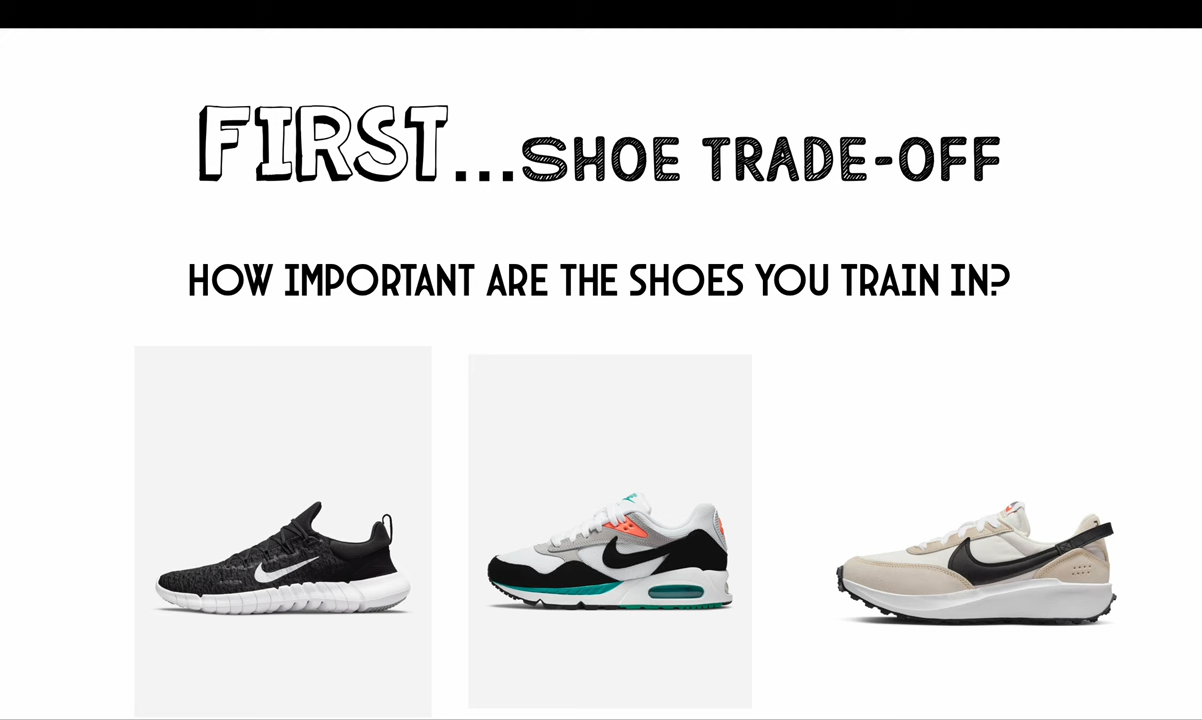 FIRST...SHOE TRADE-OFF
HOW IMPORTANT ARE THE SHOES YOU TRAIN IN?